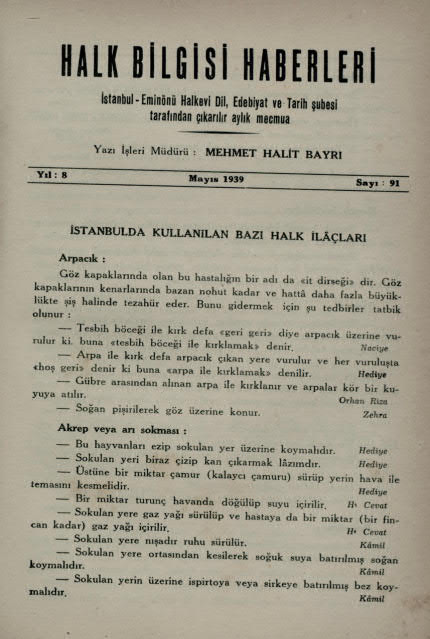 HALK BİLGİSİ HABERLERİ
İstanbul - Eminönü Halkevi Dil, Edebiyat ve Tarih şubesi
tarafından çıkarılır aylık mecmua
Yazı İşleri Müdürü : MEHMET HALİT BAYRI
Yıl : 8 Mayıs 1939 Sayı : 91
İSTANBULDA KULLANILAN BAZI HALK İLÂÇLARI
Arpacık :
Göz kapaklarında olan bu hastalığın bir adı da «it dirseği» dir. Göz
kapaklarının kenarlarında bazan nohut kadar ve hattâ daha fazla büyük-
lükte şiş halinde tezahür eder. Bunu gidermek için şu tedbirler tatbik
olunur :
— Tesbih böceği ile kırk defa «geri geri» diye arpacık üzerine vu-
rulur ki. buna «tesbih böceği ile kırklamak» denir. Naciye
— Arpa ile kırk defa arpacık çıkan yere vurulur ve her vuruluşta
«hoş geri» denir ki buna «arpa ile kırklamak» denilir. Hediye
— Gübre arasından alınan arpa ile kırklanır ve arpalar kör bir ku-
yuya atılır. Orhan Rıza
— Soğan pişirilerek göz üzerine konur. Zehra
Akrep veya arı sokması :
— Bu hayvanları ezip sokulan yer üzerine koymalıdır. Hediye
— Sokulan yeri biraz çizip kan çıkarmak lâzımdır. Hediye
— Üstüne bir miktar çamur (kalaycı çamuru) sürüp yerin hava ile
temasını kesmelidir. Hediye
— Bir miktar turunç havanda döğülüp suyu içirilir. H. Cevat
— Sokulan yere gaz yağı sürülüp ve hastaya da bir miktar (bir fin-
can kadar) gaz yağı içirilir. H. Cevat
— Sokulan yere nışadır ruhu sürülür. Kâmil
— Sokulan yere ortasından kesilerek soğuk suya batırılmış soğan
koymalıdır. Kâmil
— Sokulan yerin üzerine ispirtoya veya sirkeye batırılmış bez koy-
malıdır. Kâmil